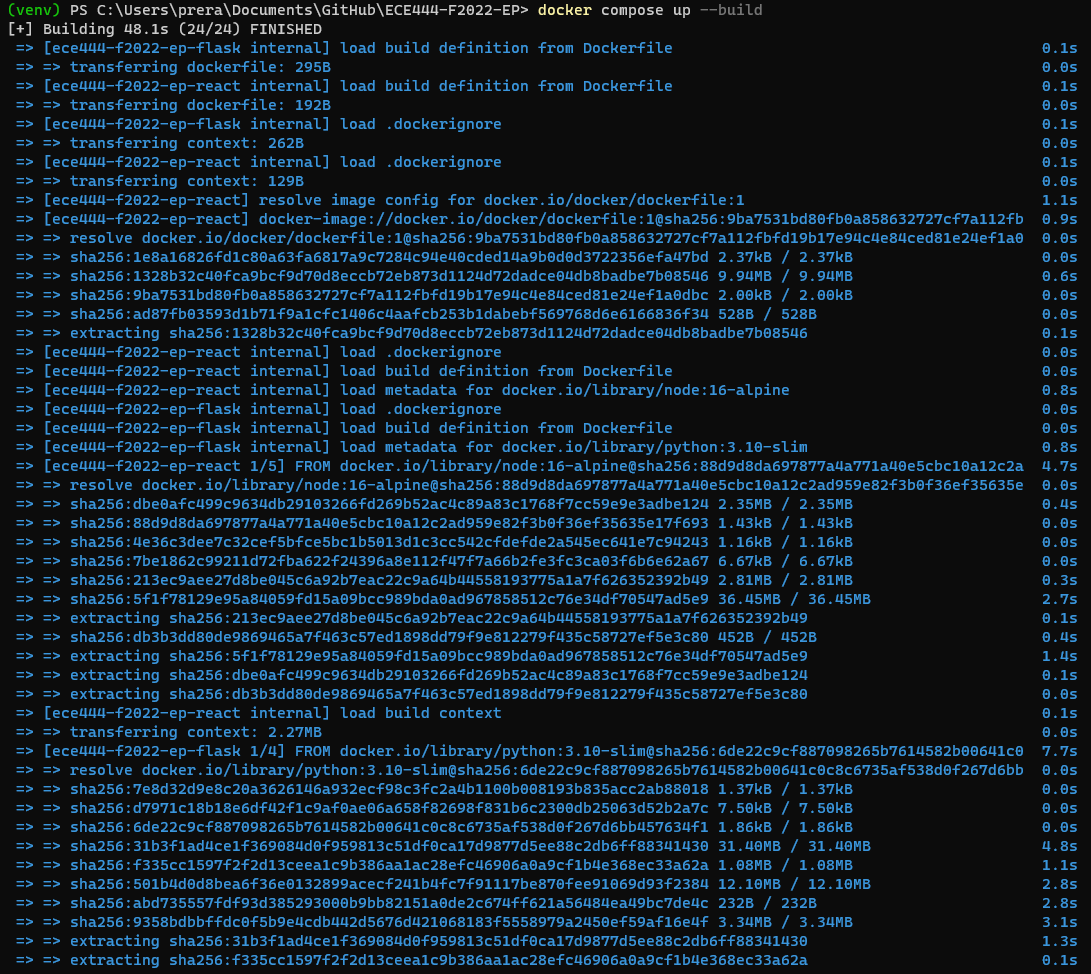 (venv) PS C:\Users\prera\Documents\GitHub\ECE444-F2022-EP> docker compose up --build
[+] Building 48.1s (24/24) FINISHED
=> [ece444-f2022-ep-flask internal] load build definition from Dockerfile 0.1s
=> => transferring dockerfile: 295B 0.0s
=> [ece444-f2022-ep-react internal] load build definition from Dockerfile 0.1s
=> => transferring dockerfile: 192B 0.0s
=> [ece444-f2022-ep-flask internal] load .dockerignore 0.1s
=> => transferring context: 262B 0.0s
=> [ece444-f2022-ep-react internal] load .dockerignore 0.1s
=> => transferring context: 129B 0.0s
=> [ece444-f2022-ep-react] resolve image config for docker.io/docker/dockerfile:1 1.1s
=> [ece444-f2022-ep-react] docker-image://docker.io/docker/dockerfile:1@sha256:9ba7531bd80fb0a858632727cf7a112fb 0.9s
=> => resolve docker.io/docker/dockerfile:1@sha256:9ba7531bd80fb0a858632727cf7a112fbfd19b17e94c4e84ced81e24ef1a0 0.0s
=> => sha256:1e8a16826fd1c80a63fa6817a9c7284c94e40cded14a9b0d0d3722356efa47bd 2.37kB / 2.37kB 0.0s
=> => sha256:1328b32c40fca9bcf9d70d8eccb72eb873d1124d72dadce04db8badbe7b08546 9.94MB / 9.94MB 0.6s
=> => sha256:9ba7531bd80fb0a858632727cf7a112fbfd19b17e94c4e84ced81e24ef1a0dbc 2.00kB / 2.00kB 0.0s
=> => sha256:ad87fb03593d1b71f9a1cfc1406c4aafcb253b1dabebf569768d6e6166836f34 528B / 528B 0.0s
=> => extracting sha256:1328b32c40fca9bcf9d70d8eccb72eb873d1124d72dadce04db8badbe7b08546 0.1s
=> [ece444-f2022-ep-react internal] load .dockerignore 0.0s
=> [ece444-f2022-ep-react internal] load build definition from Dockerfile 0.0s
=> [ece444-f2022-ep-react internal] load metadata for docker.io/library/node:16-alpine 0.8s
=> [ece444-f2022-ep-flask internal] load .dockerignore 0.0s
=> [ece444-f2022-ep-flask internal] load build definition from Dockerfile 0.0s
=> [ece444-f2022-ep-flask internal] load metadata for docker.io/library/python:3.10-slim 0.8s
=> [ece444-f2022-ep-react 1/5] FROM docker.io/library/node:16-alpine@sha256:88d9d8da697877a4a771a40e5cbc10a12c2a 4.7s
=> => resolve docker.io/library/node:16-alpine@sha256:88d9d8da697877a4a771a40e5cbc10a12c2ad959e82f3b0f36ef35635e 0.0s
=> => sha256:dbe0afc499c9634db29103266fd269b52ac4c89a83c1768f7cc59e9e3adbe124 2.35MB / 2.35MB 0.4s
=> => sha256:88d9d8da697877a4a771a40e5cbc10a12c2ad959e82f3b0f36ef35635e17f693 1.43kB / 1.43kB 0.0s
=> => sha256:4e36c3dee7c32cef5bfce5bc1b5013d1c3cc542cfdefde2a545ec641e7c94243 1.16kB / 1.16kB 0.0s
=> => sha256:7be1862c99211d72fba622f24396a8e112f47f7a66b2fe3fc3ca03f6b6e62a67 6.67kB / 6.67kB 0.0s
=> => sha256:213ec9aee27d8be045c6a92b7eac22c9a64b44558193775a1a7f626352392b49 2.81MB / 2.81MB 0.3s
=> => sha256:5f1f78129e95a84059fd15a09bcc989bda0ad967858512c76e34df70547ad5e9 36.45MB / 36.45MB 2.7s
=> => extracting sha256:213ec9aee27d8be045c6a92b7eac22c9a64b44558193775a1a7f626352392b49 0.1s
=> => sha256:db3b3dd80de9869465a7f463c57ed1898dd79f9e812279f435c58727ef5e3c80 452B / 452B 0.4s
=> => extracting sha256:5f1f78129e95a84059fd15a09bcc989bda0ad967858512c76e34df70547ad5e9 1.4s
=> => extracting sha256:dbe0afc499c9634db29103266fd269b52ac4c89a83c1768f7cc59e9e3adbe124 0.1s
=> => extracting sha256:db3b3dd80de9869465a7f463c57ed1898dd79f9e812279f435c58727ef5e3c80 0.0s
=> [ece444-f2022-ep-react internal] load build context 0.1s
=> => transferring context: 2.27MB 0.0s
=> [ece444-f2022-ep-flask 1/4] FROM docker.io/library/python:3.10-slim@sha256:6de22c9cf887098265b7614582b00641c0 7.7s
=> => resolve docker.io/library/python:3.10-slim@sha256:6de22c9cf887098265b7614582b00641c0c8c6735af538d0f267d6bb 0.0s
=> => sha256:7e8d32d9e8c20a3626146a932ecf98c3fc2a4b1100b008193b835acc2ab88018 1.37kB / 1.37kB 0.0s
=> => sha256:d7971c18b18e6df42f1c9af0ae06a658f82698f831b6c2300db25063d52b2a7c 7.50kB / 7.50kB 0.0s
=> => sha256:6de22c9cf887098265b7614582b00641c0c8c6735af538d0f267d6bb457634f1 1.86kB / 1.86kB 0.0s
=> => sha256:31b3f1ad4ce1f369084d0f959813c51df0ca17d9877d5ee88c2db6ff88341430 31.40MB / 31.40MB 4.8s
=> => sha256:f335cc1597f2f2d13ceea1c9b386aa1ac28efc46906a0a9cf1b4e368ec33a62a 1.08MB / 1.08MB 1.1s
=> => sha256:501b4d0d8bea6f36e0132899acecf241b4fc7f91117be870fee91069d93f2384 12.10MB / 12.10MB 2.8s
=> => sha256:abd735557fdf93d385293000b9bb82151a0de2c674ff621a56484ea49bc7de4c 232B / 232B 2.8s
=> => sha256:9358bdbbffdc0f5b9e4cdb442d5676d421068183f5558979a2450ef59af16e4f 3.34MB / 3.34MB 3.1s
=> => extracting sha256:31b3f1ad4ce1f369084d0f959813c51df0ca17d9877d5ee88c2db6ff88341430 1.3s
=> => extracting sha256:f335cc1597f2f2d13ceea1c9b386aa1ac28efc46906a0a9cf1b4e368ec33a62a 0.1s